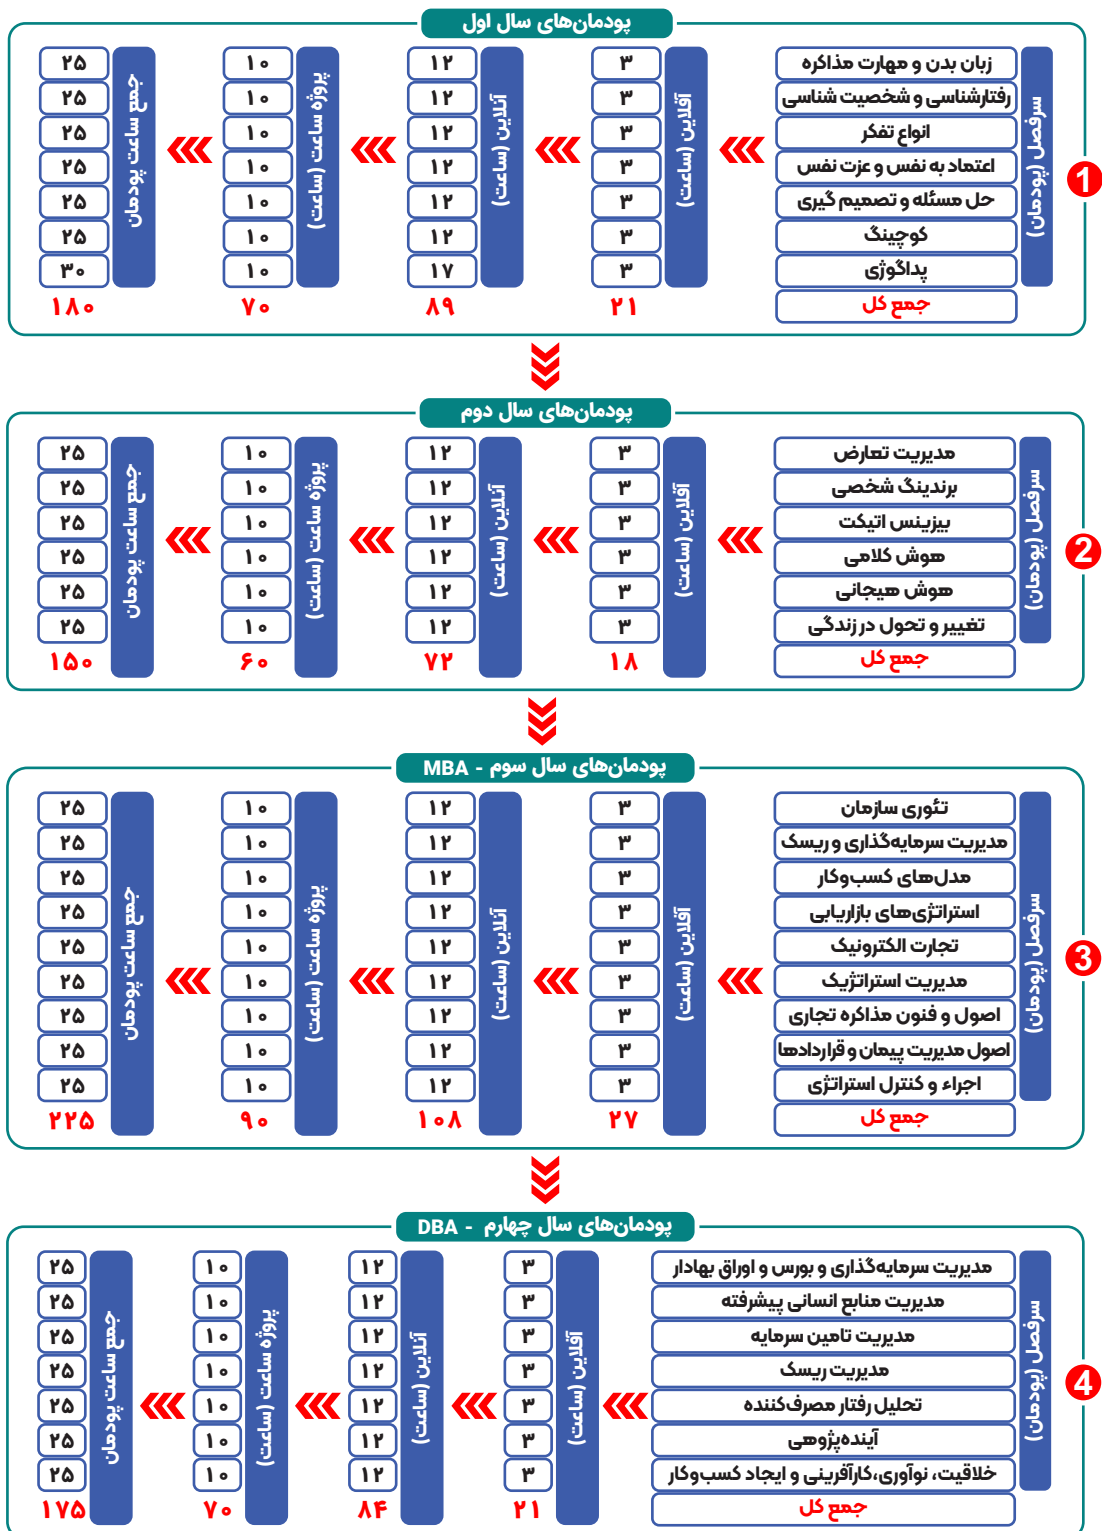 پودمان‌های سال اول
سرفصل (پودمان) آفلاین (ساعت) آنلاین (ساعت) پروژه ساعت (ساعت) جمع ساعت پودمان
زبان بدن و مهارت مذاکره ۳ ۱۲ ۱۰ ۲۵
رفتارشناسی و شخصیت شناسی ۳ ۱۲ ۱۰ ۲۵
انواع تفکر ۳ ۱۲ ۱۰ ۲۵
اعتماد به نفس و عزت نفس ۳ ۱۲ ۱۰ ۲۵
حل مسئله و تصمیم گیری ۳ ۱۲ ۱۰ ۲۵
کوچینگ ۳ ۱۲ ۱۰ ۲۵
پداگوژی ۳ ۱۷ ۱۰ ۳۰
جمع کل ۲۱ ۸۹ ۷۰ ۱۸۰
1
پودمان‌های سال دوم
سرفصل (پودمان) آفلاین (ساعت) آنلاین (ساعت) پروژه ساعت (ساعت) جمع ساعت پودمان
مدیریت تعارض ۳ ۱۲ ۱۰ ۲۵
برندینگ شخصی ۳ ۱۲ ۱۰ ۲۵
بیزینس اتیکت ۳ ۱۲ ۱۰ ۲۵
هوش کلامی ۳ ۱۲ ۱۰ ۲۵
هوش هیجانی ۳ ۱۲ ۱۰ ۲۵
تغییر و تحول در زندگی ۳ ۱۲ ۱۰ ۲۵
جمع کل ۱۸ ۷۲ ۶۰ ۱۵۰
2
پودمان‌های سال سوم - MBA
سرفصل (پودمان) آفلاین (ساعت) آنلاین (ساعت) پروژه ساعت (ساعت) جمع ساعت پودمان
تئوری سازمان ۳ ۱۲ ۱۰ ۲۵
مدیریت سرمایه‌گذاری و ریسک ۳ ۱۲ ۱۰ ۲۵
مدل‌های کسب‌وکار ۳ ۱۲ ۱۰ ۲۵
استراتژی‌های بازاریابی ۳ ۱۲ ۱۰ ۲۵
تجارت الکترونیک ۳ ۱۲ ۱۰ ۲۵
مدیریت استراتژیک ۳ ۱۲ ۱۰ ۲۵
اصول و فنون مذاکره تجاری ۳ ۱۲ ۱۰ ۲۵
اصول مدیریت پیمان و قراردادها ۳ ۱۲ ۱۰ ۲۵
اجراء و کنترل استراتژی ۳ ۱۲ ۱۰ ۲۵
جمع کل ۲۷ ۱۰۸ ۹۰ ۲۲۵
3
پودمان‌های سال چهارم - DBA
سرفصل (پودمان) آفلاین (ساعت) آنلاین (ساعت) پروژه ساعت (ساعت) جمع ساعت پودمان
مدیریت سرمایه‌گذاری و بورس و اوراق بهادار ۳ ۱۲ ۱۰ ۲۵
مدیریت منابع انسانی پیشرفته ۳ ۱۲ ۱۰ ۲۵
مدیریت تامین سرمایه ۳ ۱۲ ۱۰ ۲۵
مدیریت ریسک ۳ ۱۲ ۱۰ ۲۵
تحلیل رفتار مصرف‌کننده ۳ ۱۲ ۱۰ ۲۵
آینده‌پژوهی ۳ ۱۲ ۱۰ ۲۵
خلاقیت، نوآوری،کارآفرینی و ایجاد کسب‌وکار ۳ ۱۲ ۱۰ ۲۵
جمع کل ۲۱ ۸۴ ۷۰ ۱۷۵
4